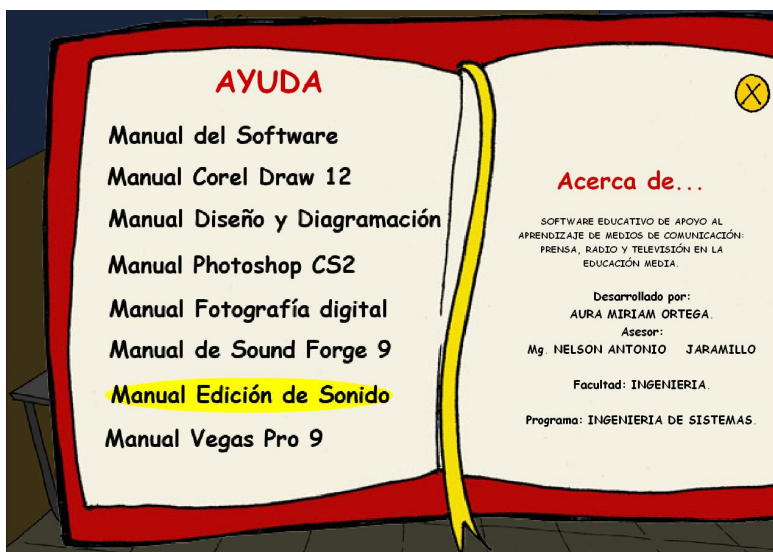 AYUDA
Manual del Software
Manual Corel Draw 12
Manual Diseño y Diagramación
Manual Photoshop CS2
Manual Fotografía digital
Manual de Sound Forge 9
Manual Edición de Sonido
Manual Vegas Pro 9
X
Acerca de...
SOFTWARE EDUCATIVO DE APOYO AL
APRENDIZAJE DE MEDIOS DE COMUNICACIÓN:
PRENSA, RADIO Y TELEVISIÓN EN LA
EDUCACIÓN MEDIA.
Desarrollado por:
AURA MIRIAM ORTEGA.
Asesor:
Mg. NELSON ANTONIO JARAMILLO
Facultad: INGENIERIA.
Programa: INGENIERIA DE SISTEMAS.